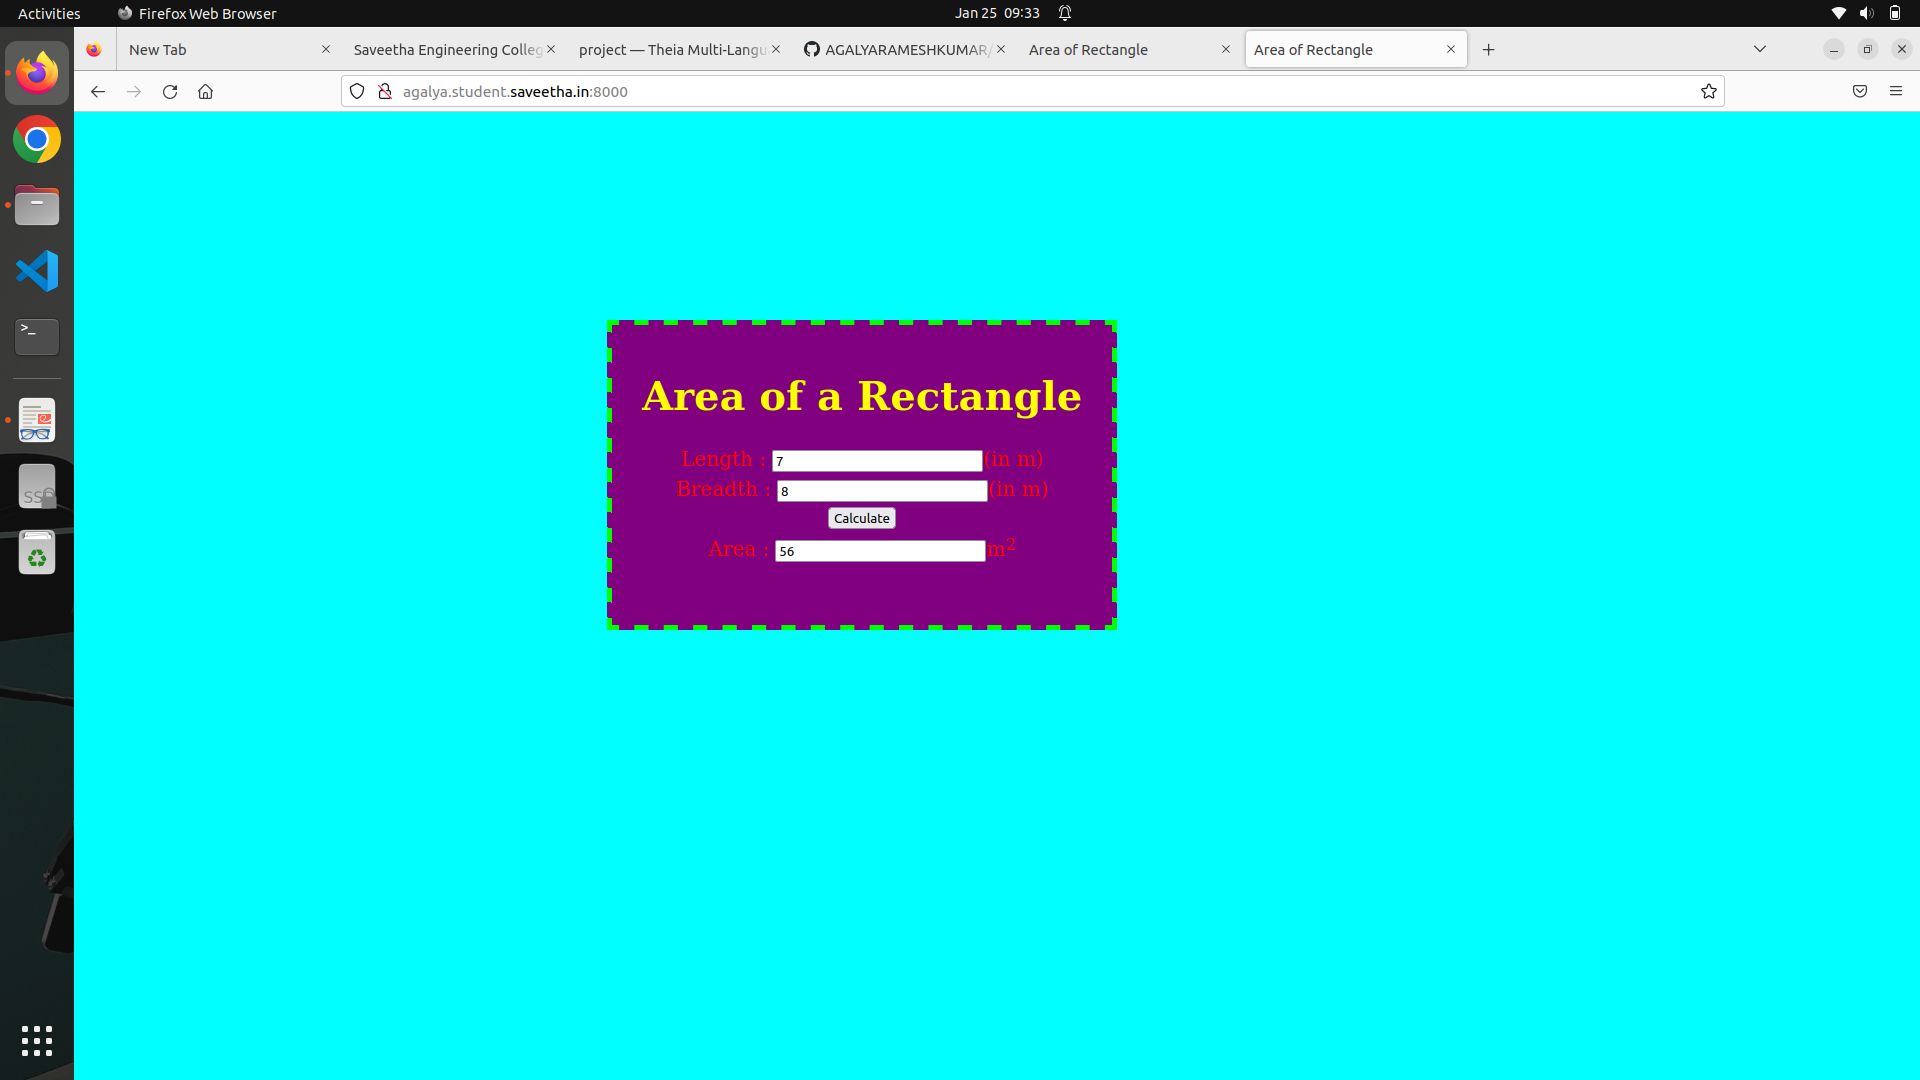 Activities Firefox Web Browser Jan 25 09:33
New Tab Saveetha Engineering Colleg project — Theia Multi-Langu AGALYARAMESHKUMAR/ Area of Rectangle Area of Rectangle
agalya.student.saveetha.in:8000
>_
Area of a Rectangle
Length : 7 (in m)
Breadth : 8 (in m)
Calculate
Area : 56 m²
SS